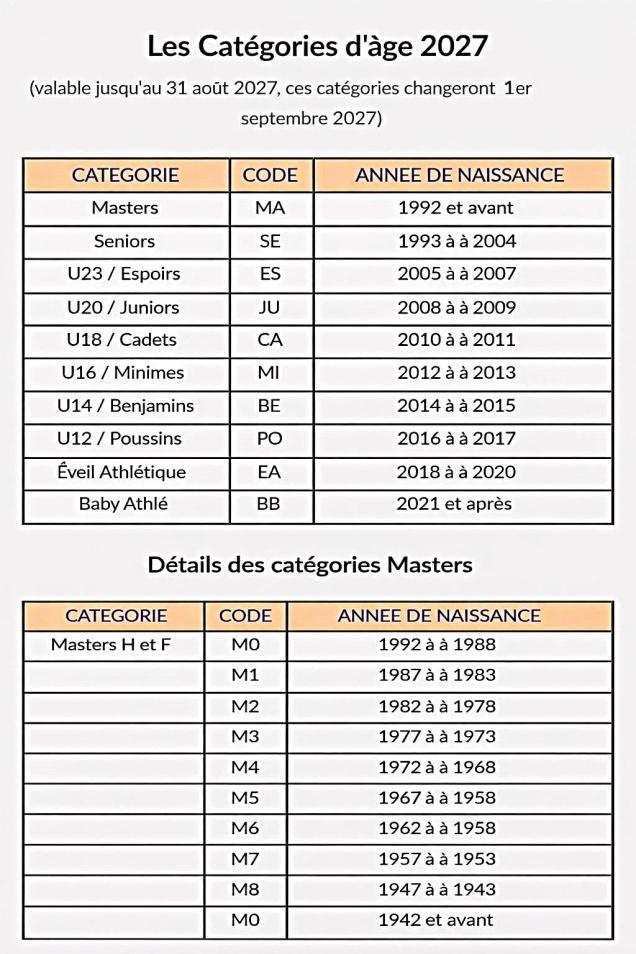 Les Catégories d'àge 2027
(valable jusqu'au 31 août 2027, ces catégories changeront 1er
septembre 2027)
CATEGORIE CODE ANNEE DE NAISSANCE
Masters MA 1992 et avant
Seniors SE 1993 à à 2004
U23 / Espoirs ES 2005 à à 2007
U20 / Juniors JU 2008 à à 2009
U18 / Cadets CA 2010 à à 2011
U16 / Minimes MI 2012 à à 2013
U14 / Benjamins BE 2014 à à 2015
U12 / Poussins PO 2016 à à 2017
Éveil Athlétique EA 2018 à à 2020
Baby Athlé BB 2021 et après
Détails des catégories Masters
CATEGORIE CODE ANNEE DE NAISSANCE
Masters H et F M0 1992 à à 1988
M1 1987 à à 1983
M2 1982 à à 1978
M3 1977 à à 1973
M4 1972 à à 1968
M5 1967 à à 1958
M6 1962 à à 1958
M7 1957 à à 1953
M8 1947 à à 1943
M0 1942 et avant